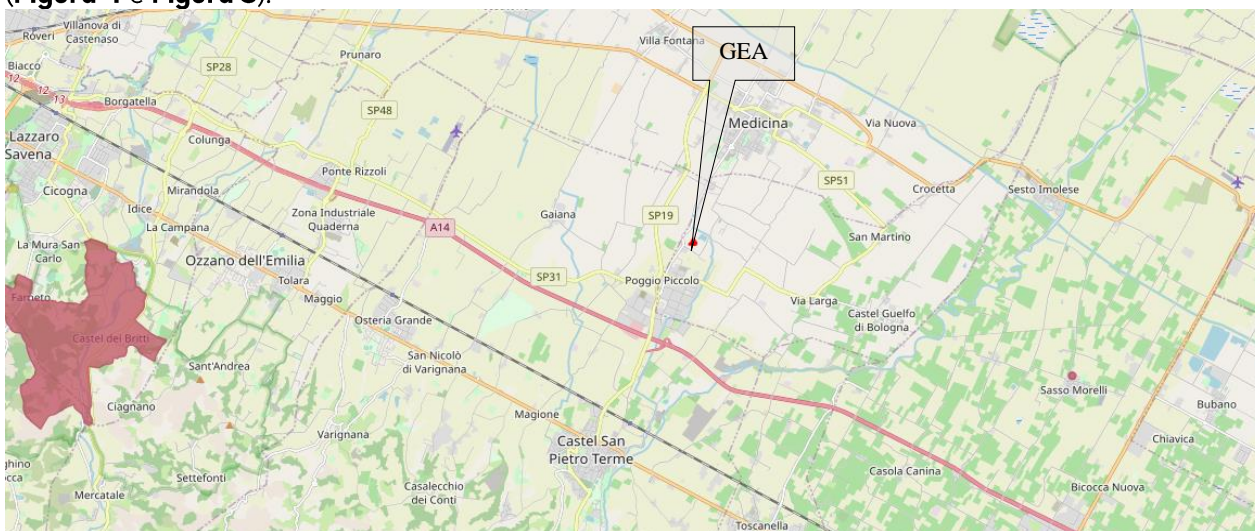 Villanova di
Castenaso
Roveri
Biacco
SP28
Prunaro
Villa Fontana
GEA
12
12
13
Borgatella
SP48
Medicina
Via Nuova
Lazzaro
Savena
Colunga
Ponte Rizzoli
SP51
Cicogna
Mirandola
Crocetta
Sesto Imolese
Idice
La Campana
Zona Industriale
Quaderna
Gaiana
SP19
A14
San Martino
La Mura San
Carlo
Ozzano dell'Emilia
Tolara
SP31
Poggio Piccolo
Farneto
Maggio
Via Larga
Osteria Grande
Castel Guelfo
di Bologna
Castel dei Britti
San Nicolò
di Varignana
Sant'Andrea
Sasso Morelli
Bubano
Ciagnano
Magione
Varignana
Castel San
Pietro Terme
Chiavica
Settefonti
Casola Canina
Mercatale
Casalecchio
dei Conti
Bicocca Nuova
Toscanella